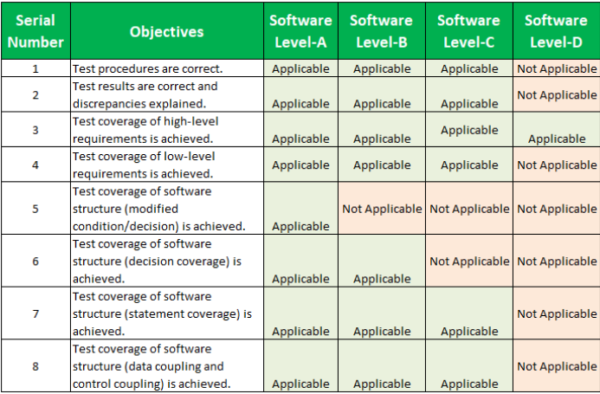 Serial Number Objectives Software Level-A Software Level-B Software Level-C Software Level-D
1 Test procedures are correct. Applicable Applicable Applicable Not Applicable
2 Test results are correct and discrepancies explained. Applicable Applicable Applicable Not Applicable
3 Test coverage of high-level requirements is achieved. Applicable Applicable Applicable Applicable
4 Test coverage of low-level requirements is achieved. Applicable Applicable Applicable Not Applicable
5 Test coverage of software structure (modified condition/decision) is achieved. Applicable Not Applicable Not Applicable Not Applicable
6 Test coverage of software structure (decision coverage) is achieved. Applicable Applicable Not Applicable Not Applicable
7 Test coverage of software structure (statement coverage) is achieved. Applicable Applicable Applicable Not Applicable
8 Test coverage of software structure (data coupling and control coupling) is achieved. Applicable Applicable Applicable Not Applicable